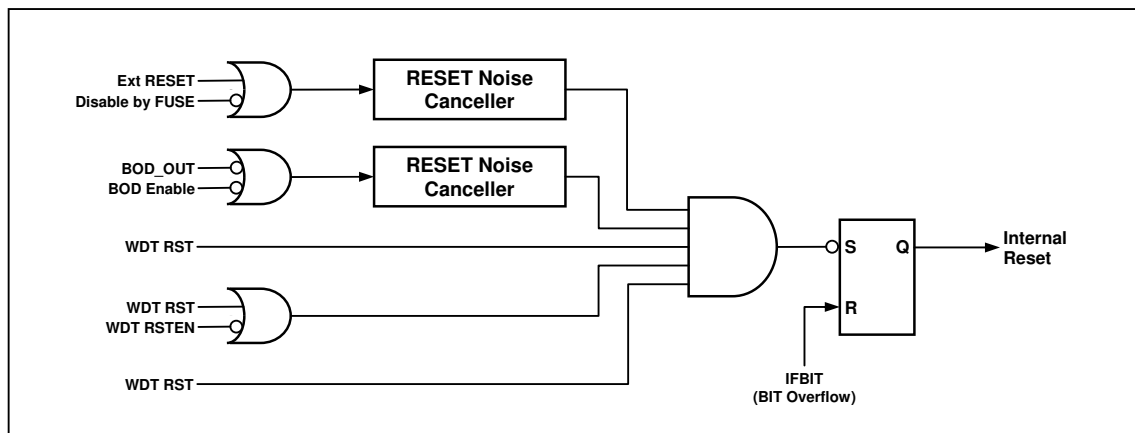 Ext RESET
Disable by FUSE
RESET Noise
Canceller
BOD_OUT
BOD Enable
RESET Noise
Canceller
WDT RST
WDT RST
WDT RSTEN
WDT RST
S
Q
R
Internal
Reset
IFBIT
(BIT Overflow)